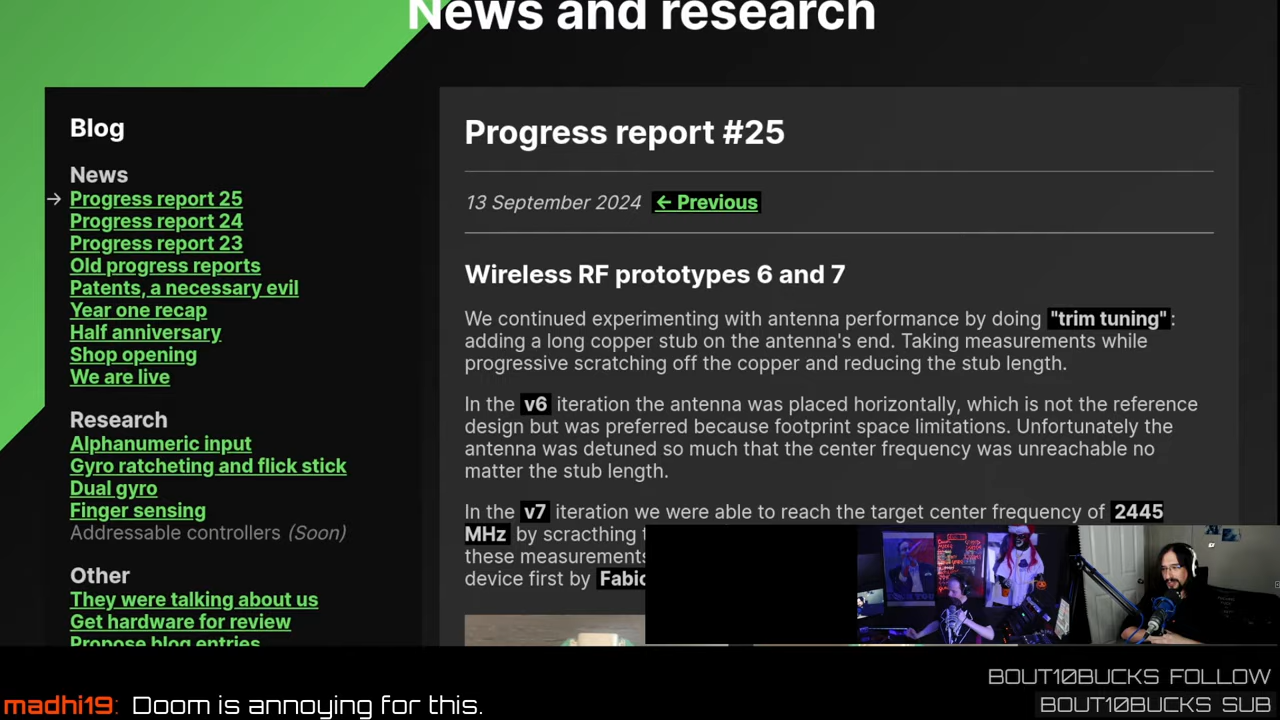 News and research
Blog
News
→ Progress report 25
Progress report 24
Progress report 23
Old progress reports
Patents, a necessary evil
Year one recap
Half anniversary
Shop opening
We are live
Research
Alphanumeric input
Gyro ratcheting and flick stick
Dual gyro
Finger sensing
Addressable controllers (Soon)
Other
They were talking about us
Get hardware for review
Propose blog entries
Progress report #25
13 September 2024 ← Previous
Wireless RF prototypes 6 and 7
We continued experimenting with antenna performance by doing "trim tuning":
adding a long copper stub on the antenna's end. Taking measurements while
progressive scratching off the copper and reducing the stub length.
In the v6 iteration the antenna was placed horizontally, which is not the reference
design but was preferred because footprint space limitations. Unfortunately the
antenna was detuned so much that the center frequency was unreachable no
matter the stub length.
In the v7 iteration we were able to reach the target center frequency of 2445
MHz by scracthing
these measurements
device first by
madhi19: Doom is annoying for this.
BOUT10BUCKS FOLLOW
BOUT10BUCKS SUB